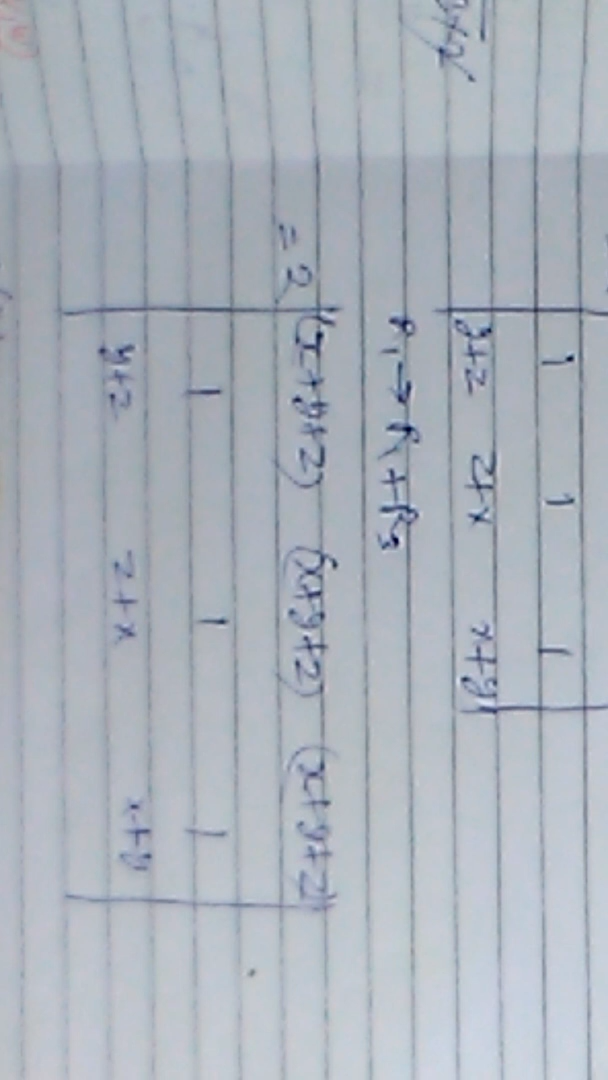 1 1 1
y+z z+x x+y
R₁→R₁+R₃
= 2 (x+y+z) (x+y+z) (x+y+z)
1 1 1
y+z z+x x+y